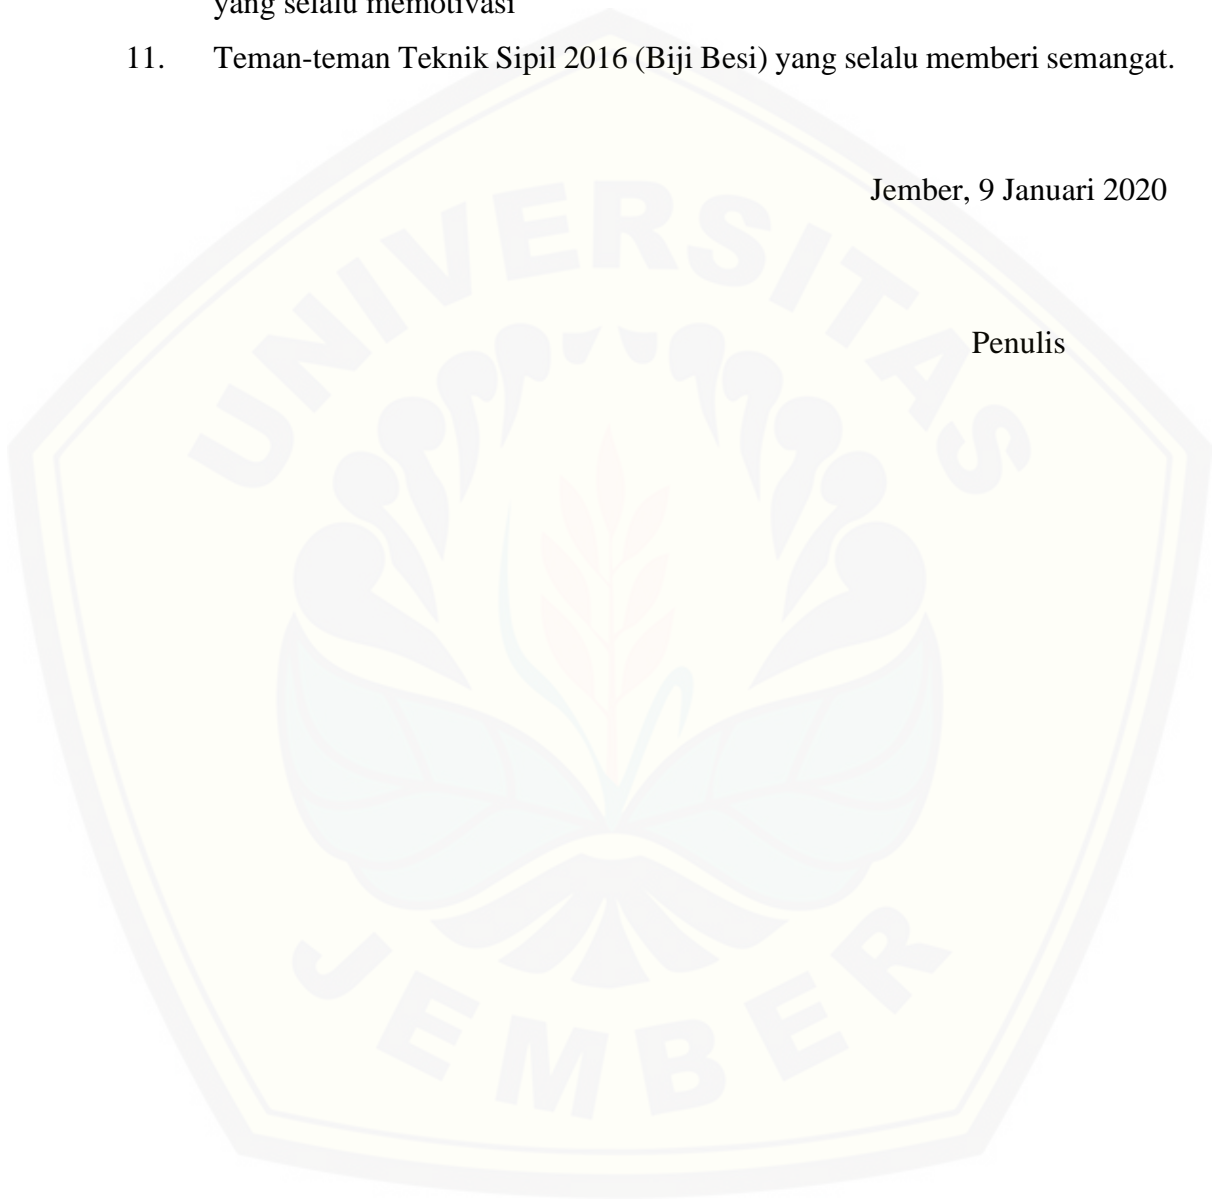 yang selalu memotivasi
11. Teman-teman Teknik Sipil 2016 (Biji Besi) yang selalu memberi semangat.
Jember, 9 Januari 2020
Penulis
UNIVERSITAS
JEMBER